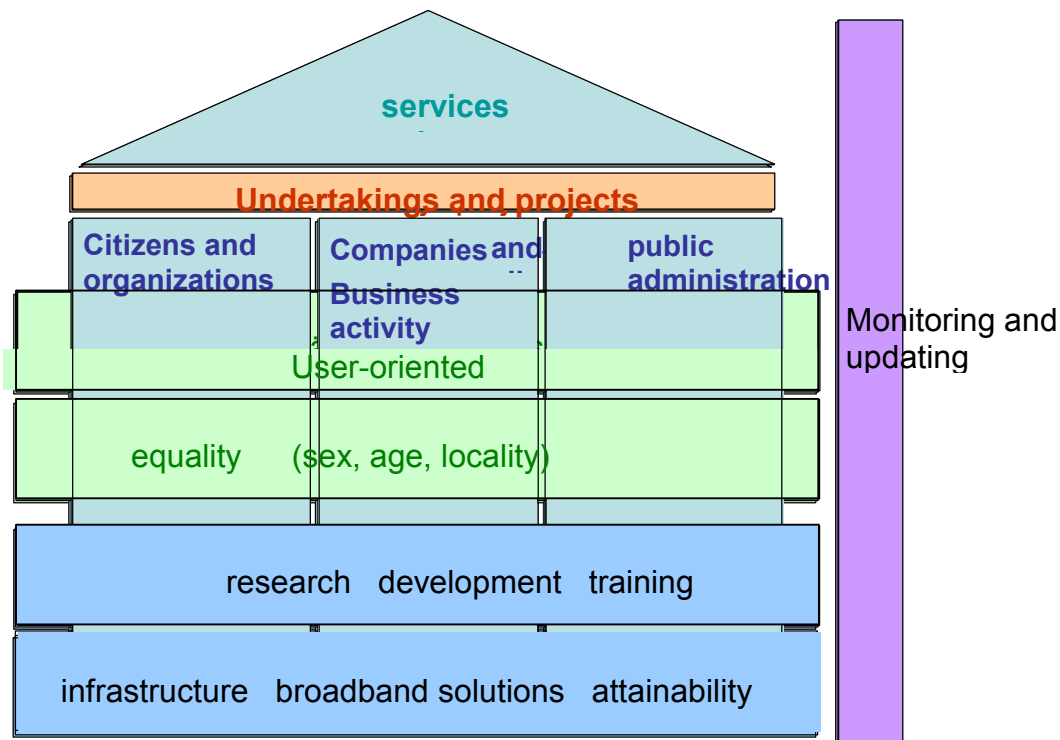 services
Undertakings and projects
Citizens and
organizations
Companies and
Business
activity
public
administration
User-oriented
equality (sex, age, locality)
research development training
infrastructure broadband solutions attainability
Monitoring and
updating